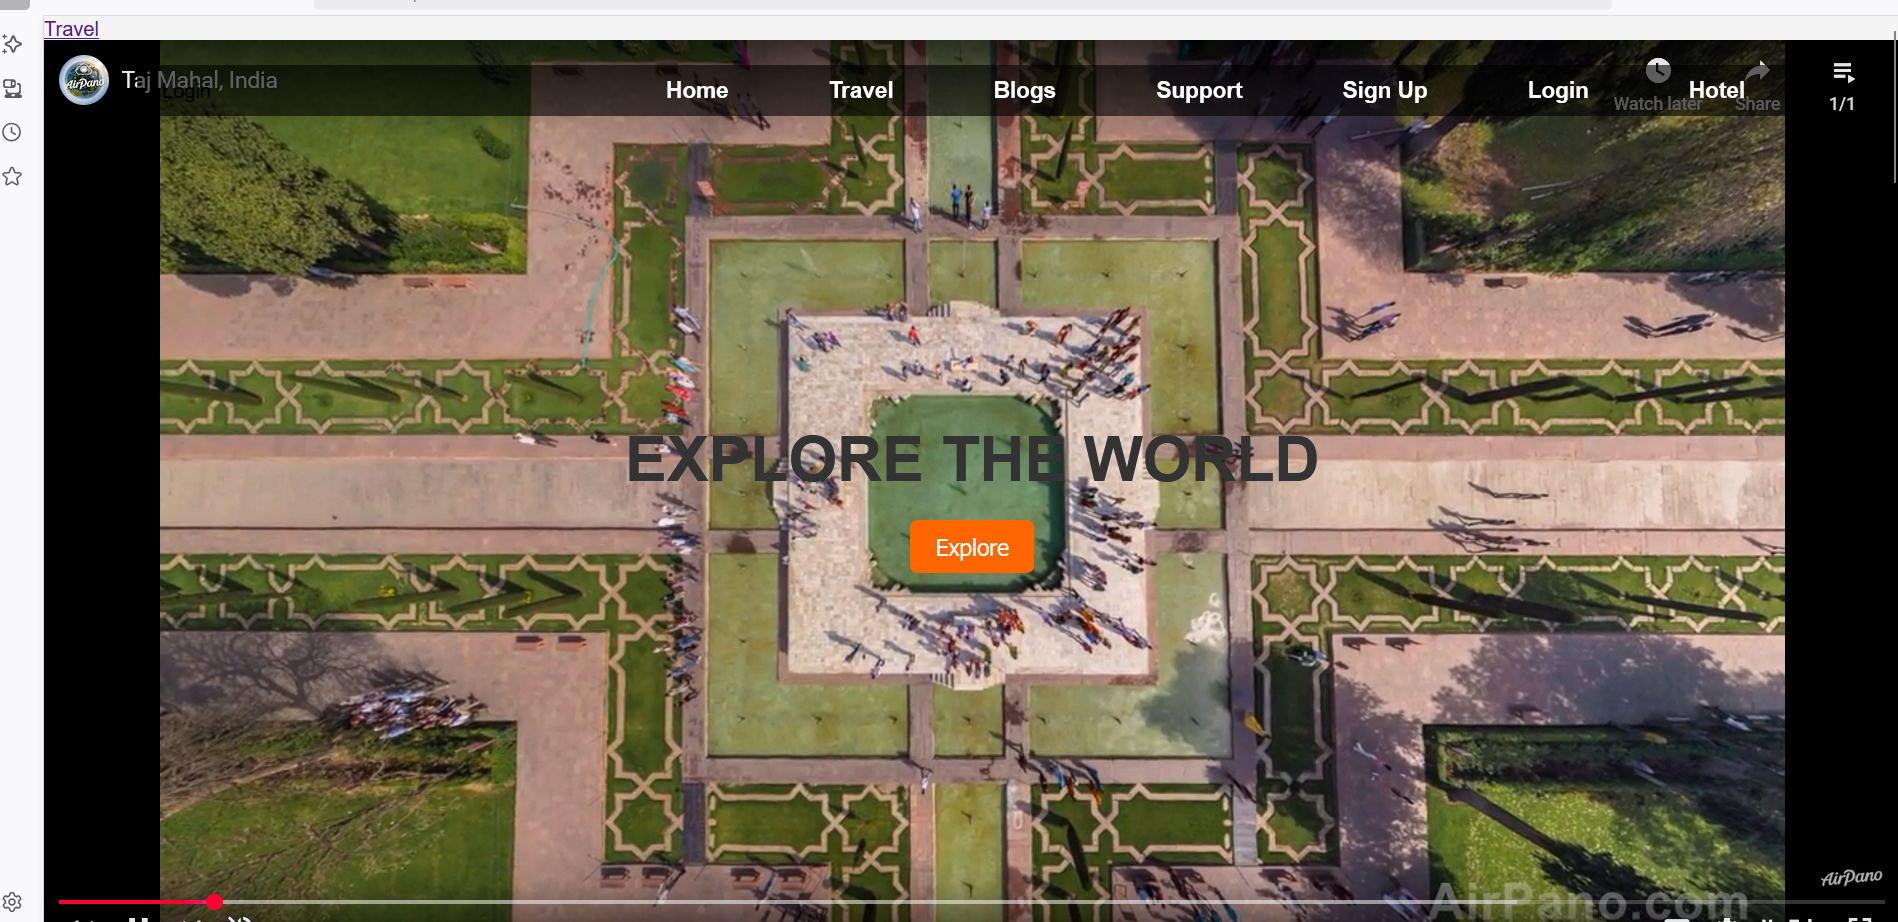 Travel
AirPano
Taj Mahal, India
Login
Home Travel Blogs Support Sign Up Login Hotel
Watch later Share 1/1
EXPLORE THE WORLD
Explore
AirPano
AirPano.com